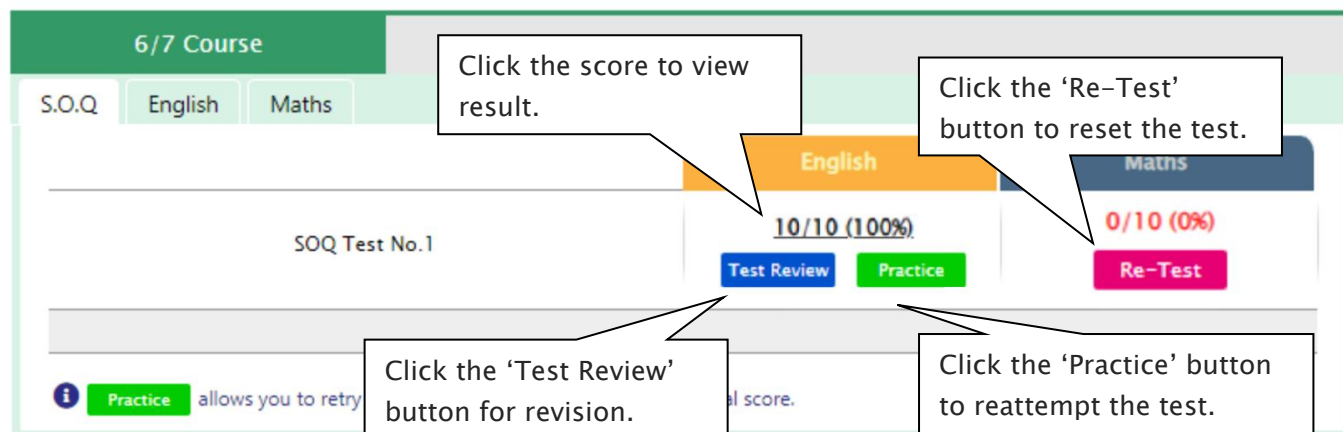 6/7 Course
Click the score to view
result.
Click the ‘Re-Test’
button to reset the test.
S.O.Q
English
Maths
English
Maths
SOQ Test No.1
10/10 (100%)
0/10 (0%)
Test Review
Practice
Re-Test
Click the ‘Test Review’
button for revision.
Click the ‘Practice’ button
to reattempt the test.
Practice allows you to retry
al score.